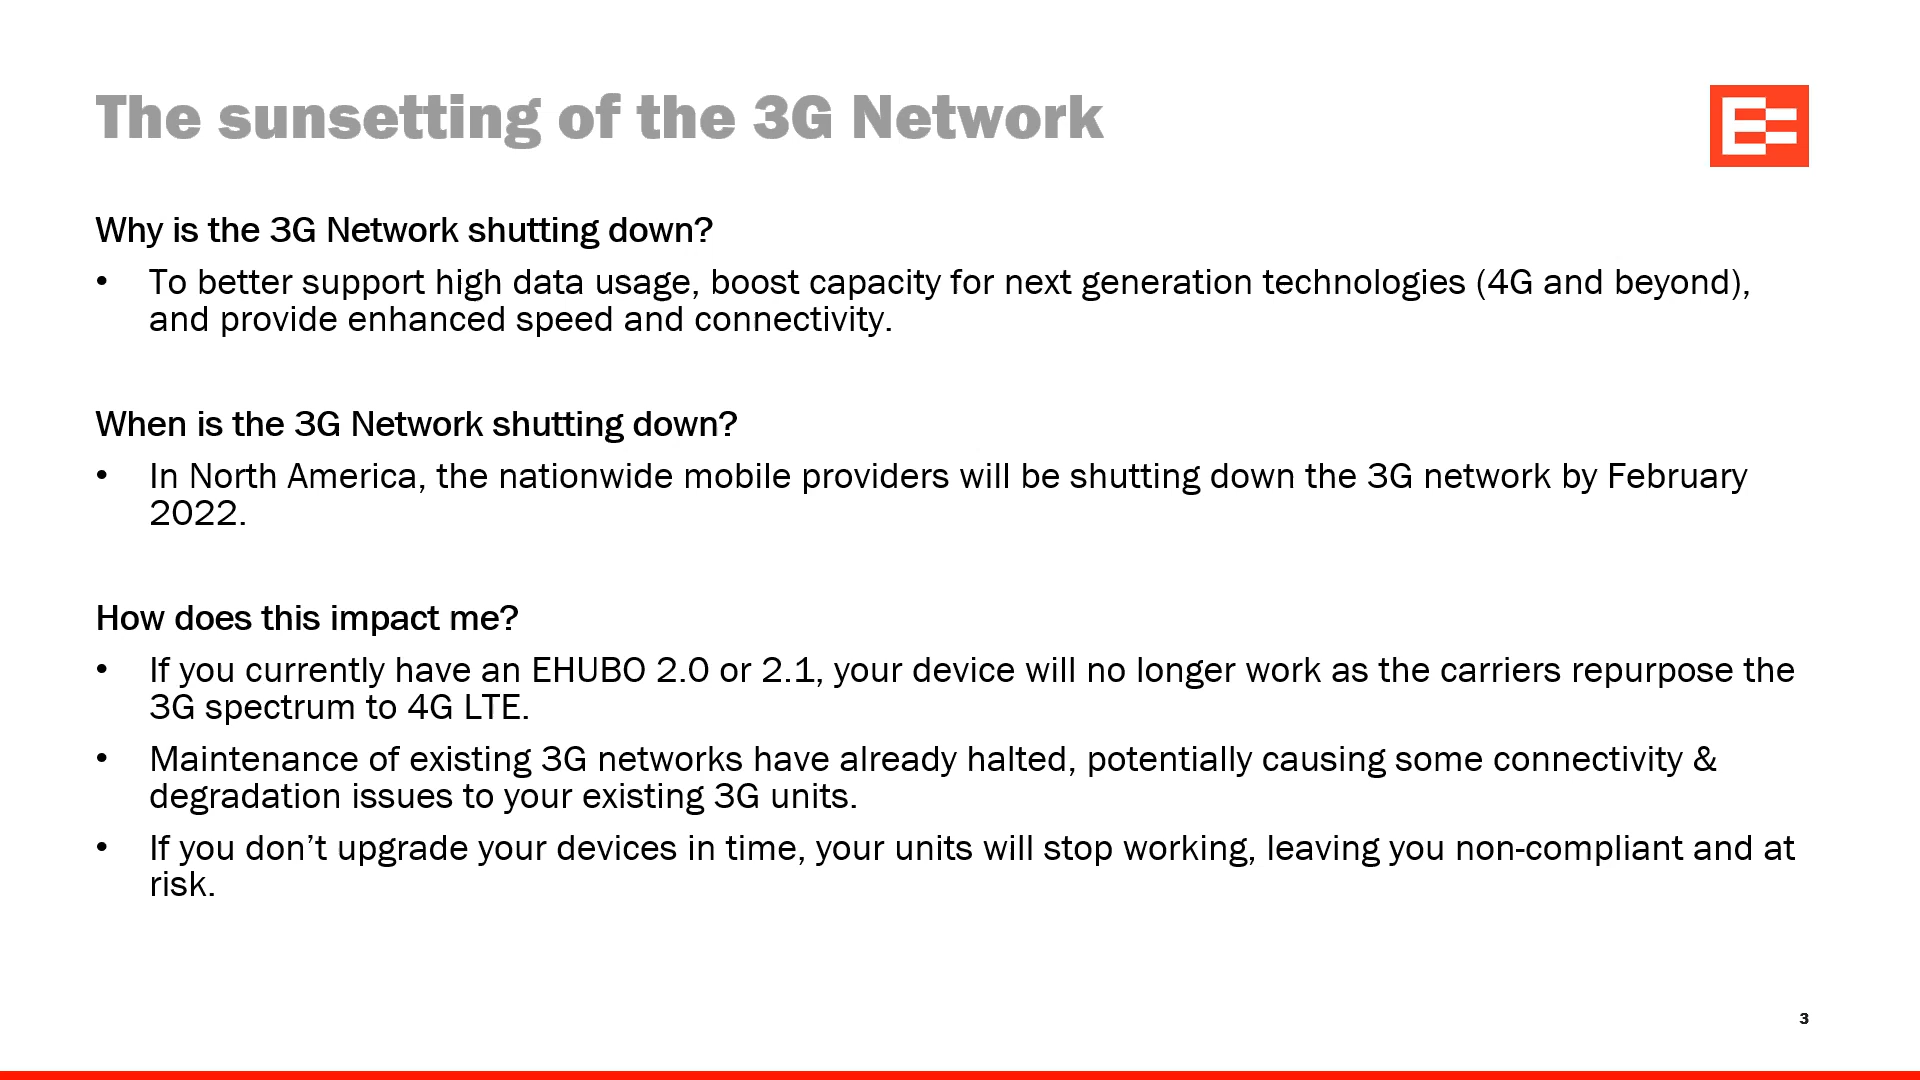 The sunsetting of the 3G Network
Why is the 3G Network shutting down?
• To better support high data usage, boost capacity for next generation technologies (4G and beyond),
and provide enhanced speed and connectivity.
When is the 3G Network shutting down?
• In North America, the nationwide mobile providers will be shutting down the 3G network by February
2022.
How does this impact me?
• If you currently have an EHUBO 2.0 or 2.1, your device will no longer work as the carriers repurpose the
3G spectrum to 4G LTE.
• Maintenance of existing 3G networks have already halted, potentially causing some connectivity &
degradation issues to your existing 3G units.
• If you don’t upgrade your devices in time, your units will stop working, leaving you non-compliant and at
risk.
3